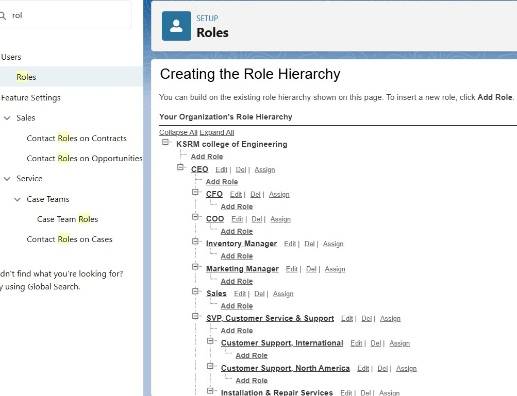 rol
Users
Roles
Feature Settings
Sales
Contact Roles on Contracts
Contact Roles on Opportunities
Service
Case Teams
Case Team Roles
Contact Roles on Cases
idn't find what you're looking for?
y using Global Search.
SETUP
Roles
Creating the Role Hierarchy
You can build on the existing role hierarchy shown on this page. To insert a new role, click Add Role.
Your Organization's Role Hierarchy
Collapse All Expand All
KSRM college of Engineering
Add Role
CEO Edit | Del | Assign
Add Role
CFO Edit | Del | Assign
Add Role
COO Edit | Del | Assign
Add Role
Inventory Manager Edit | Del | Assign
Add Role
Marketing Manager Edit | Del | Assign
Add Role
Sales Edit | Del | Assign
Add Role
SVP, Customer Service & Support Edit | Del | Assign
Add Role
Customer Support, International Edit | Del | Assign
Add Role
Customer Support, North America Edit | Del | Assign
Add Role
Installation & Repair Services Edit | Del | Assign